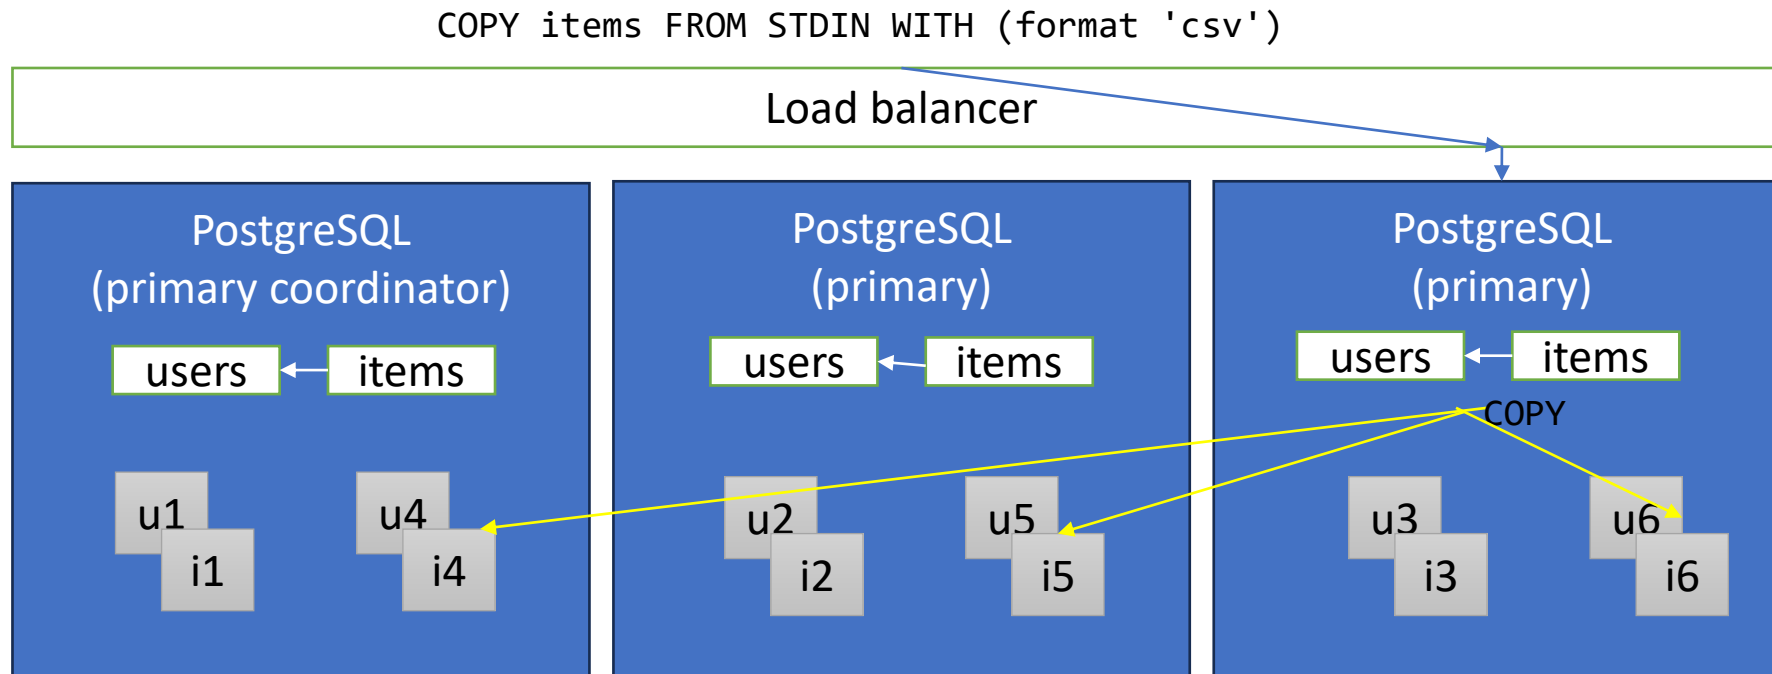 COPY items FROM STDIN WITH (format 'csv')
Load balancer
PostgreSQL
(primary coordinator)
users
items
u1
i1
u4
i4
PostgreSQL
(primary)
users
items
u2
i2
u5
i5
PostgreSQL
(primary)
users
items
COPY
u3
i3
u6
i6